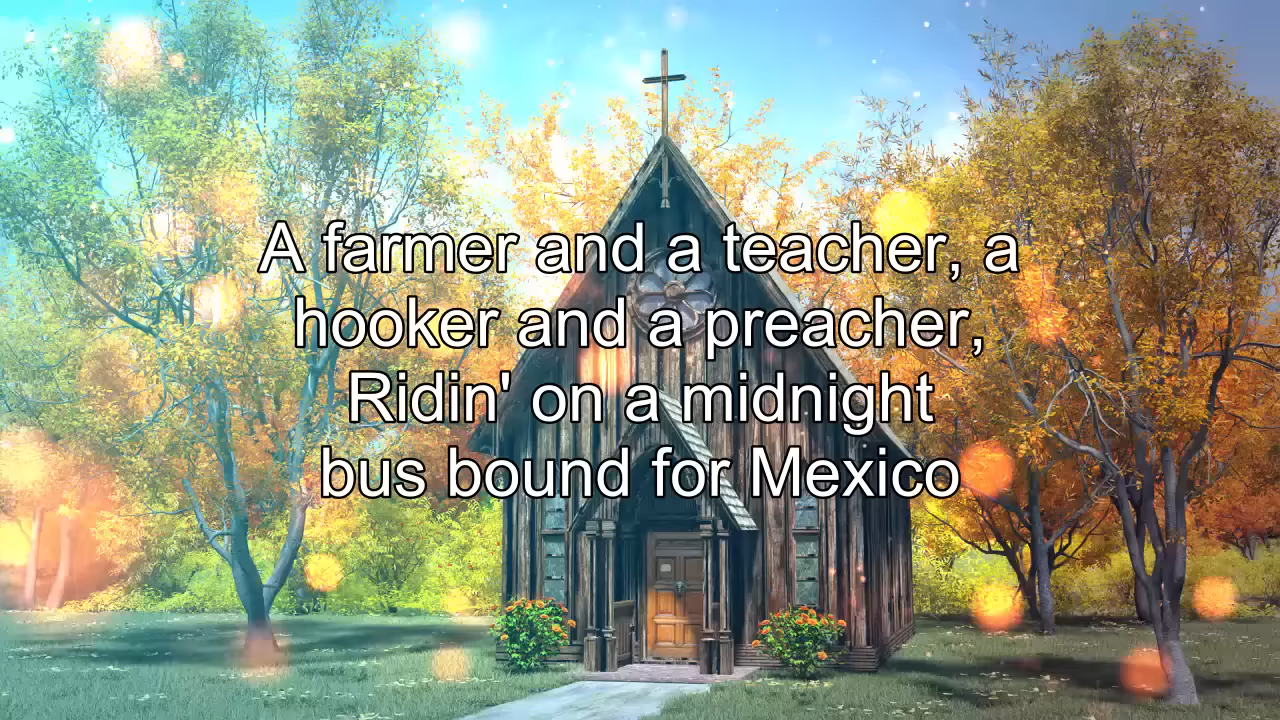 A farmer and a teacher, a
hooker and a preacher,
Ridin' on a midnight
bus bound for Mexico